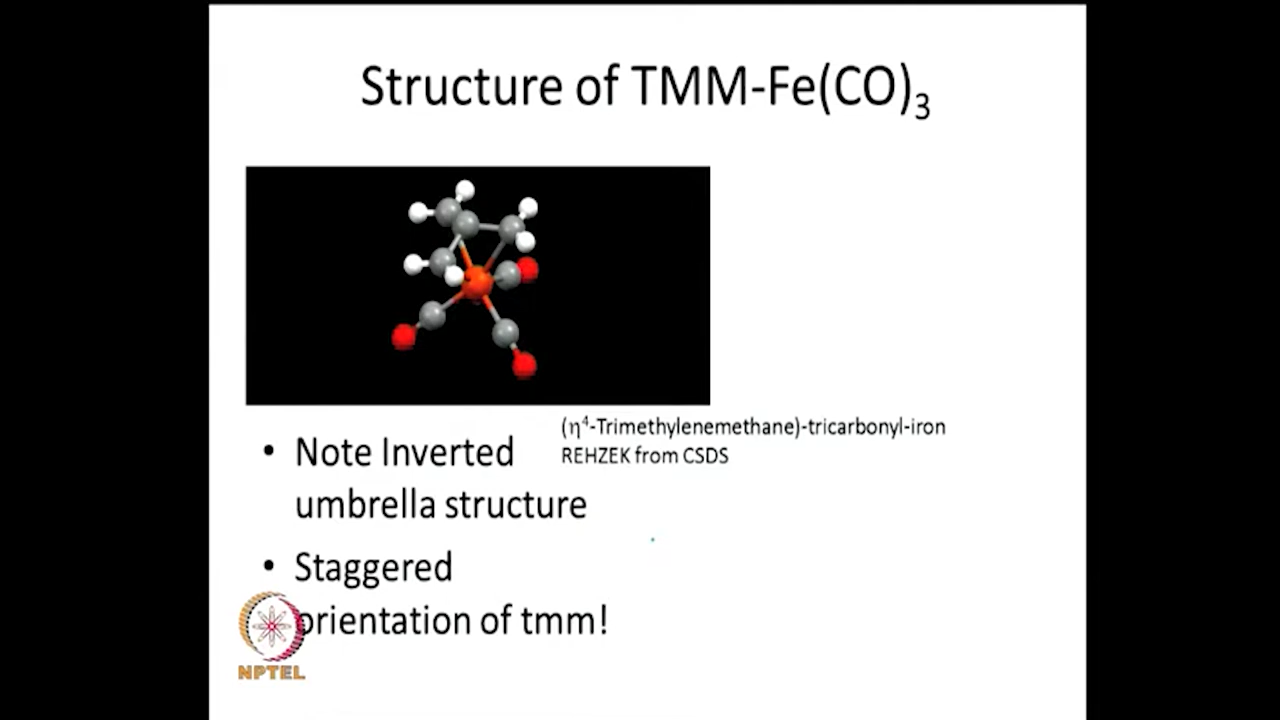 Structure of TMM-Fe(CO)₃
(η⁴-Trimethylenemethane)-tricarbonyl-iron
REHZEK from CSDS
• Note Inverted
umbrella structure
• Staggered
orientation of tmm!
NPTEL